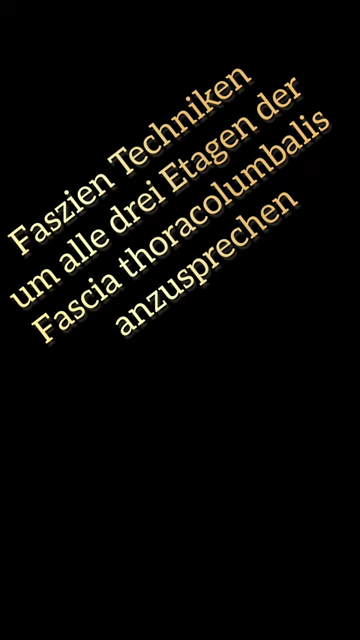 Faszien Techniken
um alle drei Etagen der
Fascia thoracolumbalis
anzusprechen